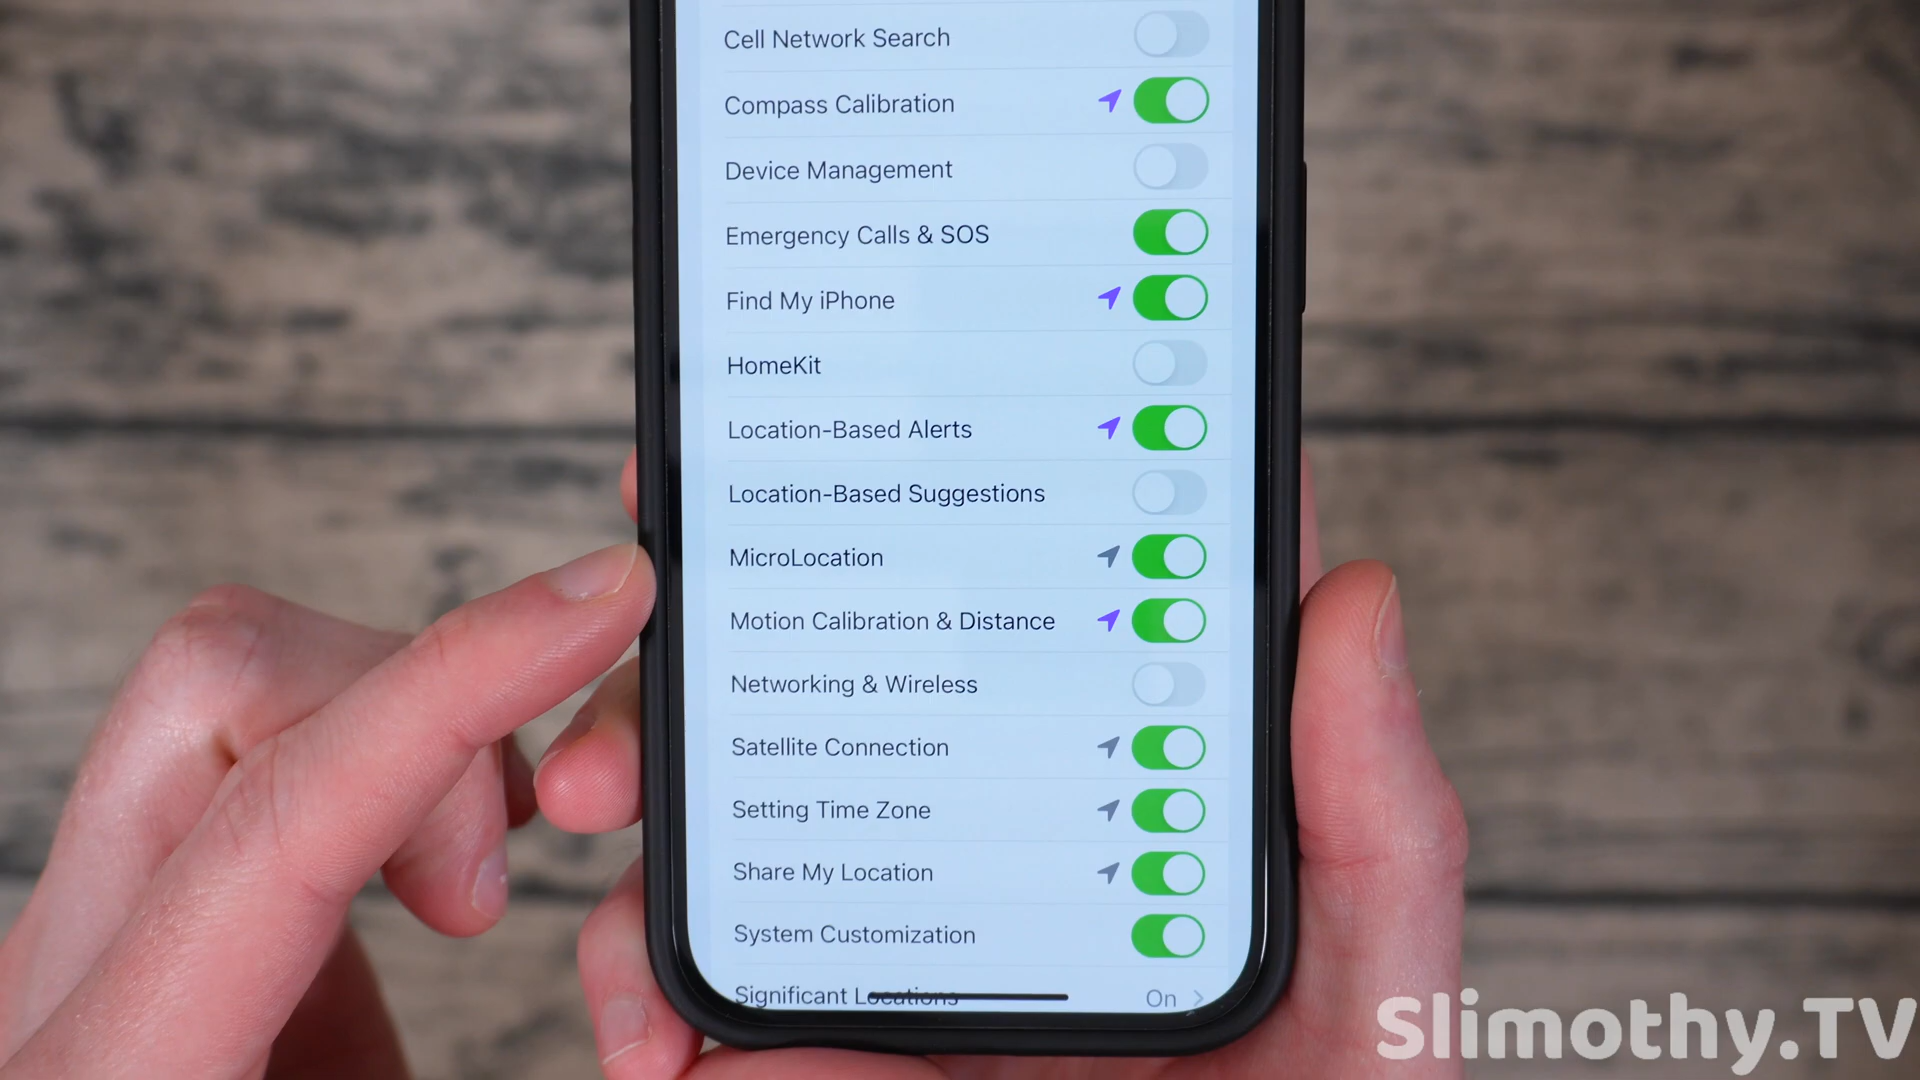 Cell Network Search
Compass Calibration
Device Management
Emergency Calls & SOS
Find My iPhone
HomeKit
Location-Based Alerts
Location-Based Suggestions
MicroLocation
Motion Calibration & Distance
Networking & Wireless
Satellite Connection
Setting Time Zone
Share My Location
System Customization
Significant Locations On
Slimothy.TV